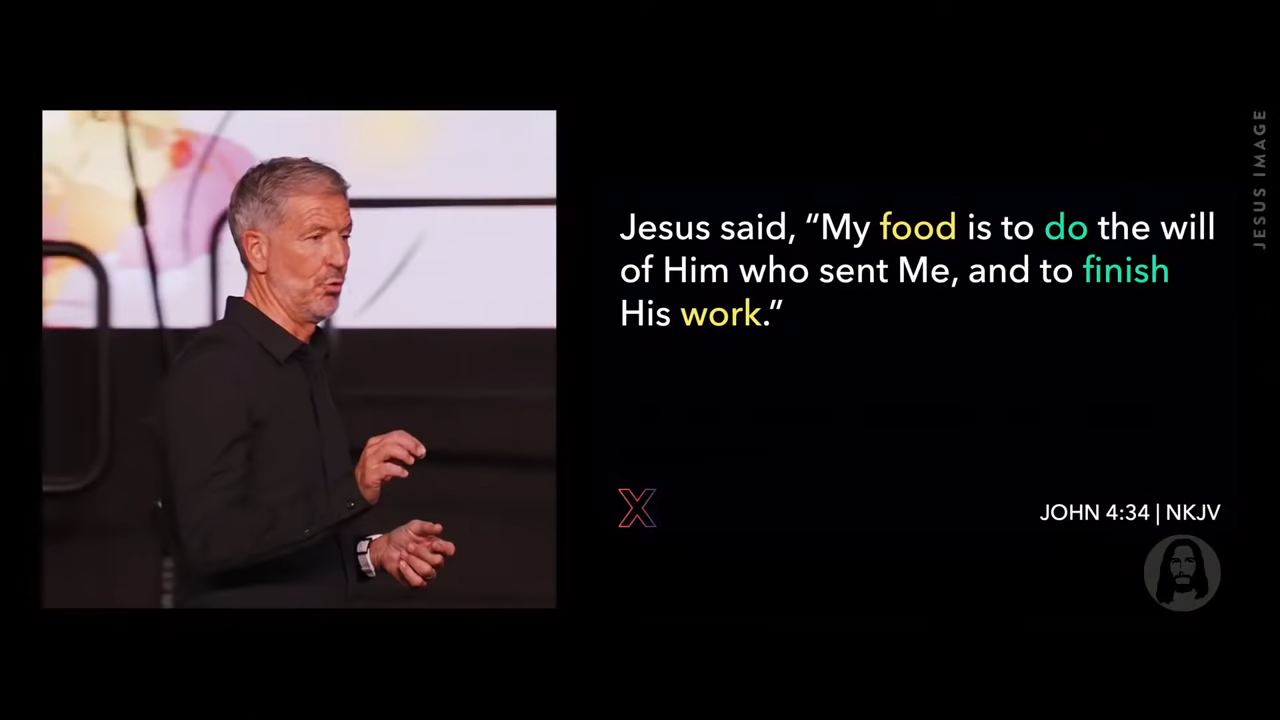 Jesus said, “My food is to do the will
of Him who sent Me, and to finish
His work.”
X
JOHN 4:34 | NKJV
JESUS IMAGE